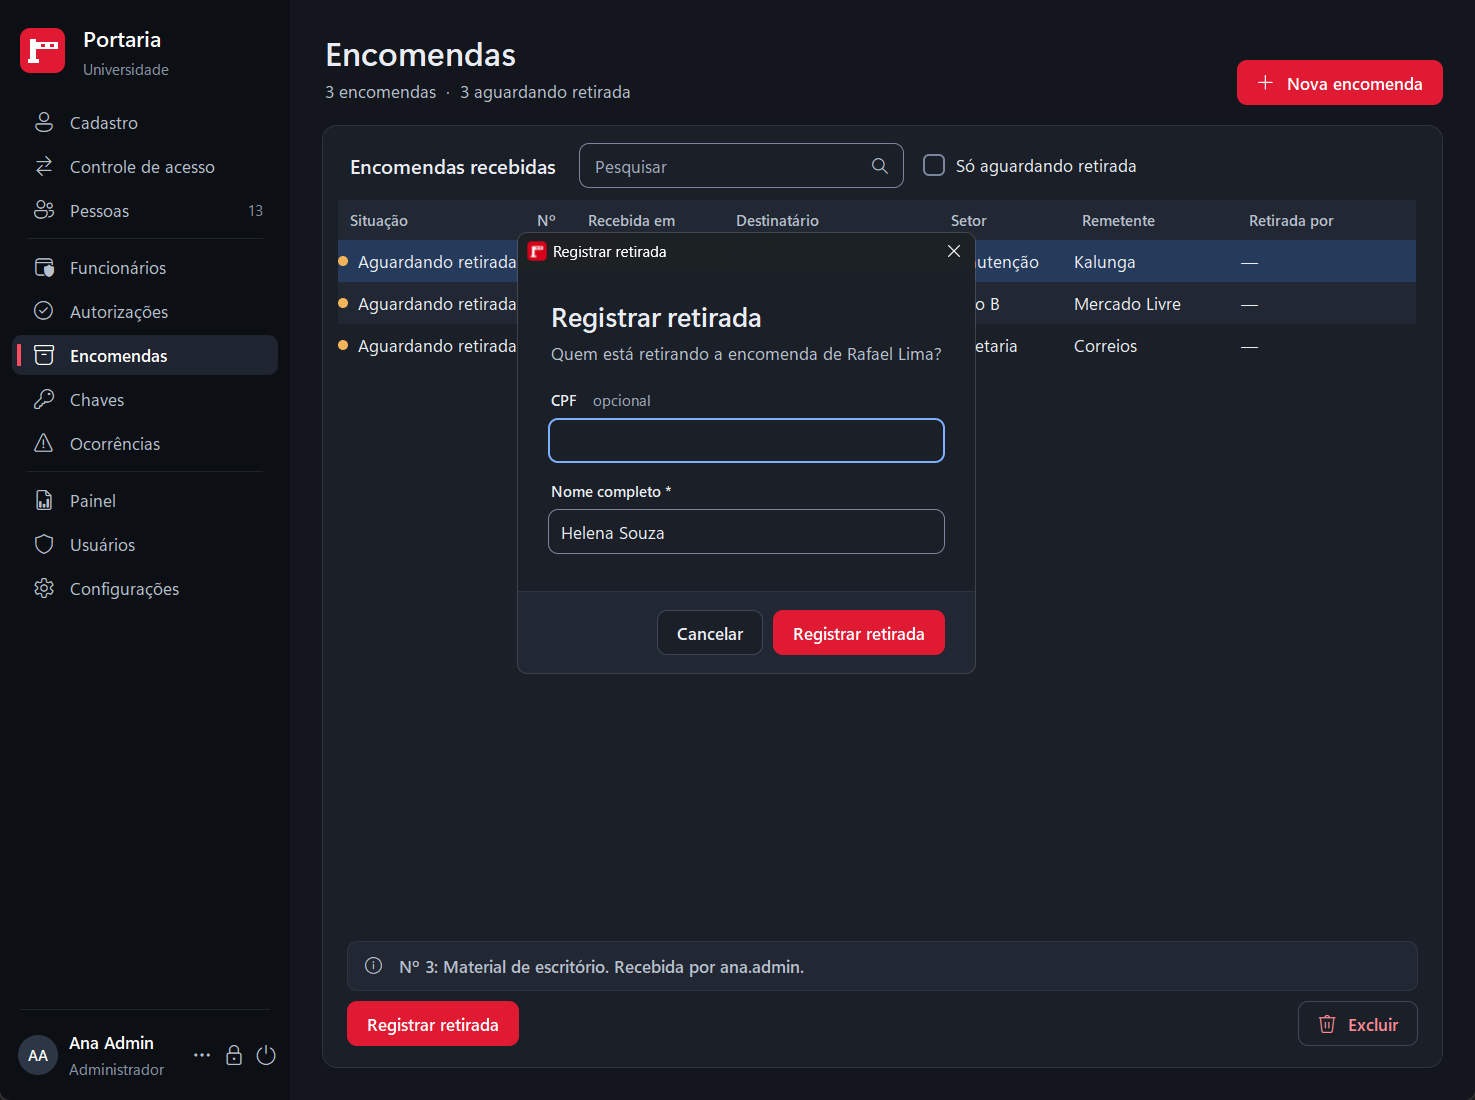 Portaria
Universidade
Cadastro
Controle de acesso
Pessoas 13
Funcionários
Autorizações
Encomendas
Chaves
Ocorrências
Painel
Usuários
Configurações
AA
Ana Admin
Administrador
Encomendas
3 encomendas · 3 aguardando retirada
+ Nova encomenda
Encomendas recebidas
Pesquisar
Só aguardando retirada
Situação Nº Recebida em Destinatário Setor Remetente Retirada por
Aguardando retirada utenção Kalunga —
Aguardando retirada o B Mercado Livre —
Aguardando retirada etaria Correios —
Registrar retirada
Registrar retirada
Quem está retirando a encomenda de Rafael Lima?
CPF opcional
Nome completo *
Helena Souza
Cancelar
Registrar retirada
Nº 3: Material de escritório. Recebida por ana.admin.
Registrar retirada
Excluir